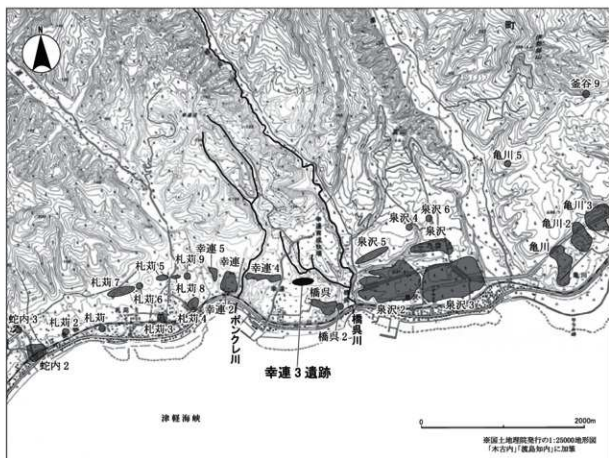 N
町
釜谷 9
亀川 5
亀川 3
亀川 2
亀川
泉沢 6
泉沢 4
泉沢
泉沢 5
泉沢 3
泉沢 2
幸連 5
幸連
幸連 4
幸連 2
札苅 9
札苅 5
札苅 7
札苅 8
札苅 6
札苅 4
札苅 3
札苅
札苅 2
蛇内 3
蛇内 2
橋呉
橋呉 2
橋呉川
ポンクレ川
幸連 3 遺跡
津軽海峡
0
2000m
※国土地理院発行の1:25000地形図
「木古内」「渡島知内」に加筆